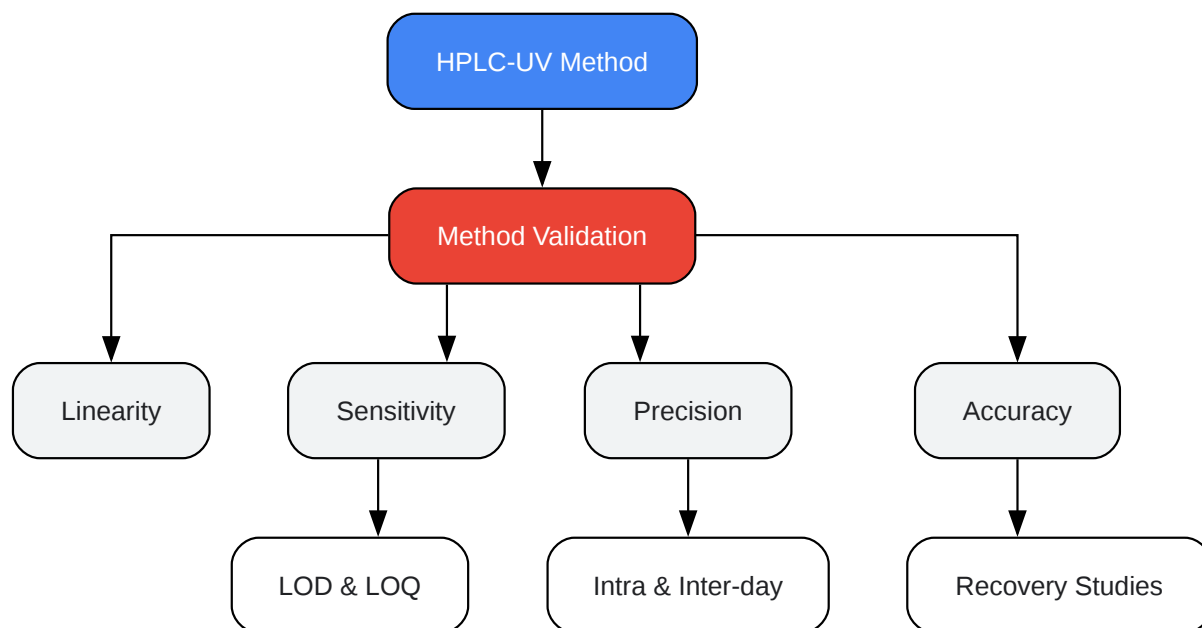 HPLC-UV Method
Method Validation
Linearity
Sensitivity
Precision
Accuracy
LOD & LOQ
Intra & Inter-day
Recovery Studies